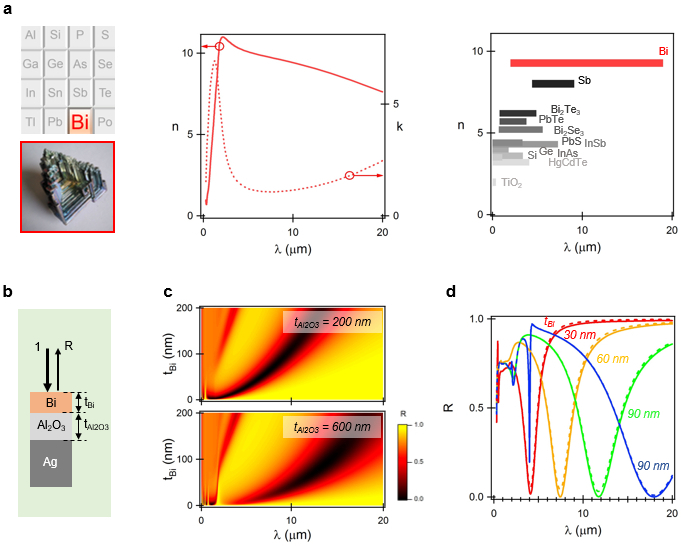 a
Al Si P S
Ga Ge As Se
In Sn Sb Te
Tl Pb Bi Po
10
5
0
n
5
0
k
0 10 20
λ (μm)
10
5
0
n
Bi
Sb
Bi₂Te₃
PbTe
Bi₂Se₃
PbS InSb
Si Ge InAs
HgCdTe
TiO₂
0 10 20
λ (μm)
b
1 R
Bi
tBi
Al₂O₃
tAl2O3
Ag
c
tAl2O3 = 200 nm
200
100
0
tBi (nm)
tAl2O3 = 600 nm
200
100
0
tBi (nm)
R
1.0
0.5
0.0
0 10 20
λ (μm)
d
1.0
0.5
0.0
R
tBi
30 nm
60 nm
90 nm
90 nm
0 10 20
λ (μm)